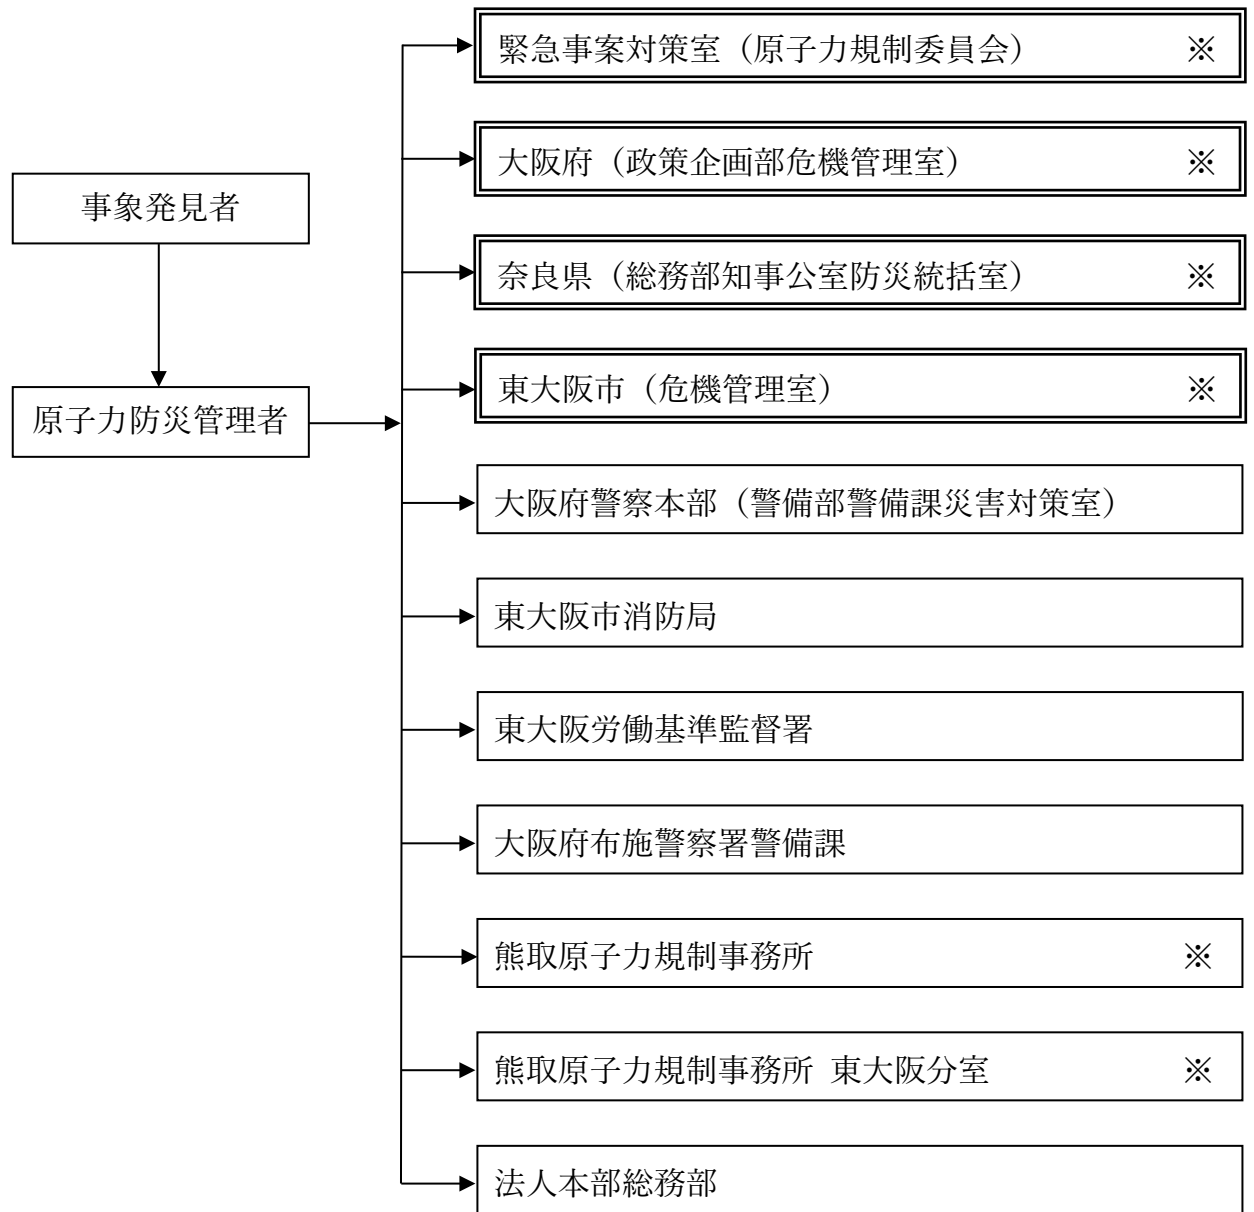 事象発見者
原子力防災管理者
緊急事案対策室（原子力規制委員会） ※
大阪府（政策企画部危機管理室） ※
奈良県（総務部知事公室防災統括室） ※
東大阪市（危機管理室） ※
大阪府警察本部（警備部警備課災害対策室）
東大阪市消防局
東大阪労働基準監督署
大阪府布施警察署警備課
熊取原子力規制事務所 ※
熊取原子力規制事務所 東大阪分室 ※
法人本部総務部